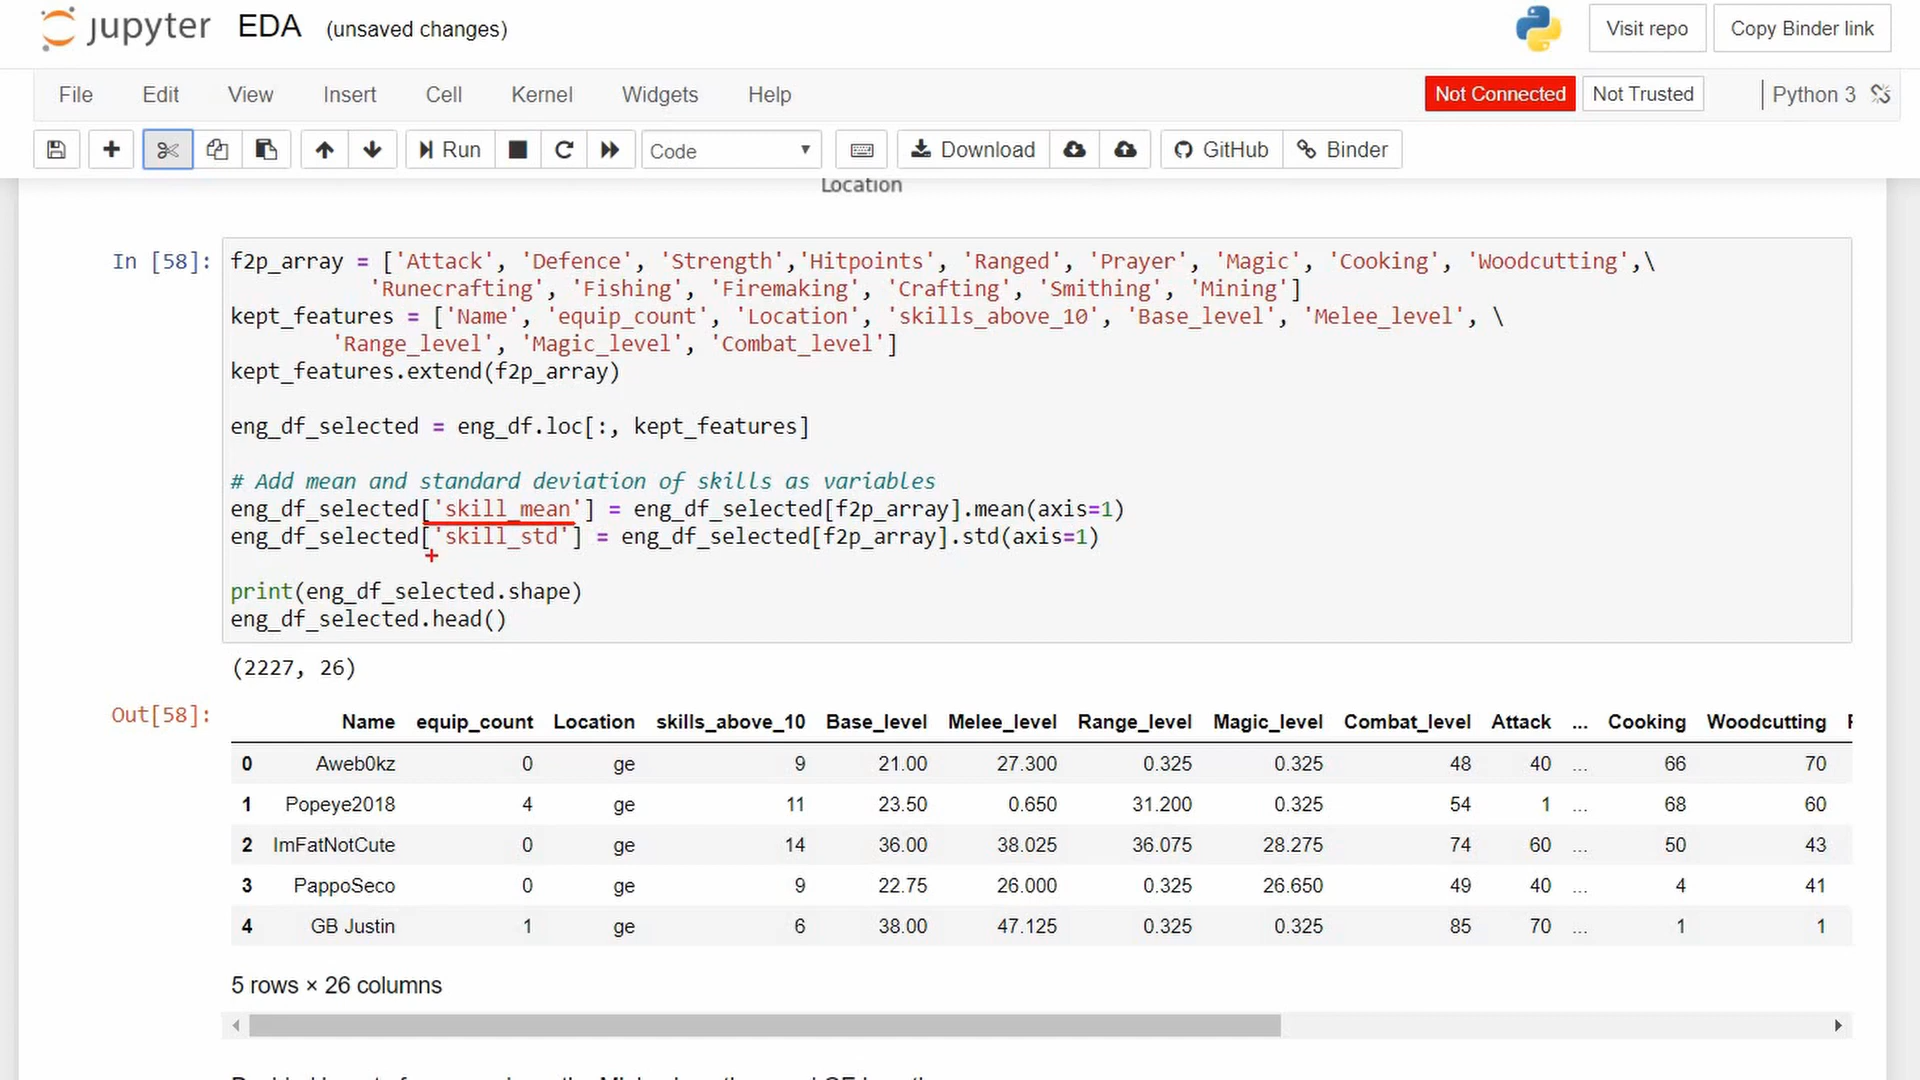 jupyter EDA (unsaved changes) Visit repo Copy Binder link
File Edit View Insert Cell Kernel Widgets Help Not Connected Not Trusted Python 3
Run Code Download GitHub Binder
Location
In [58]: f2p_array = ['Attack', 'Defence', 'Strength','Hitpoints', 'Ranged', 'Prayer', 'Magic', 'Cooking', 'Woodcutting',\
'Runecrafting', 'Fishing', 'Firemaking', 'Crafting', 'Smithing', 'Mining']
kept_features = ['Name', 'equip_count', 'Location', 'skills_above_10', 'Base_level', 'Melee_level', \
'Range_level', 'Magic_level', 'Combat_level']
kept_features.extend(f2p_array)
eng_df_selected = eng_df.loc[:, kept_features]
# Add mean and standard deviation of skills as variables
eng_df_selected['skill_mean'] = eng_df_selected[f2p_array].mean(axis=1)
eng_df_selected['skill_std'] = eng_df_selected[f2p_array].std(axis=1)
print(eng_df_selected.shape)
eng_df_selected.head()
(2227, 26)
Out[58]:
Name equip_count Location skills_above_10 Base_level Melee_level Range_level Magic_level Combat_level Attack ... Cooking Woodcutting
0 Aweb0kz 0 ge 9 21.00 27.300 0.325 0.325 48 40 ... 66 70
1 Popeye2018 4 ge 11 23.50 0.650 31.200 0.325 54 1 ... 68 60
2 ImFatNotCute 0 ge 14 36.00 38.025 36.075 28.275 74 60 ... 50 43
3 PappoSeco 0 ge 9 22.75 26.000 0.325 26.650 49 40 ... 4 41
4 GB Justin 1 ge 6 38.00 47.125 0.325 0.325 85 70 ... 1 1
5 rows × 26 columns